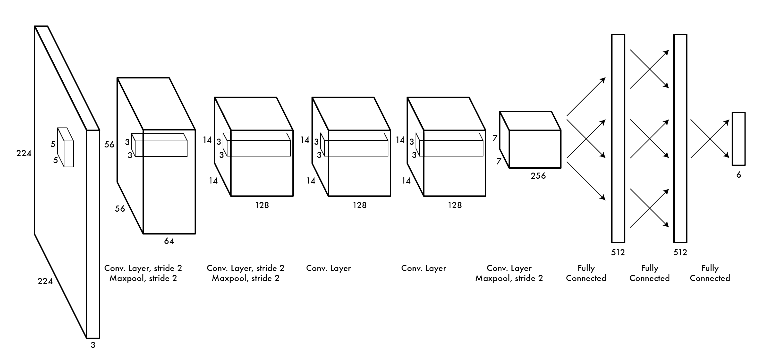 224
224
3
5
5
56
56
64
3
3
14
14
128
3
3
14
14
128
3
3
14
14
128
3
3
7
7
256
512
512
6
Conv. Layer, stride 2
Maxpool, stride 2
Conv. Layer, stride 2
Maxpool, stride 2
Conv. Layer
Conv. Layer
Conv. Layer
Maxpool, stride 2
Fully
Connected
Fully
Connected
Fully
Connected